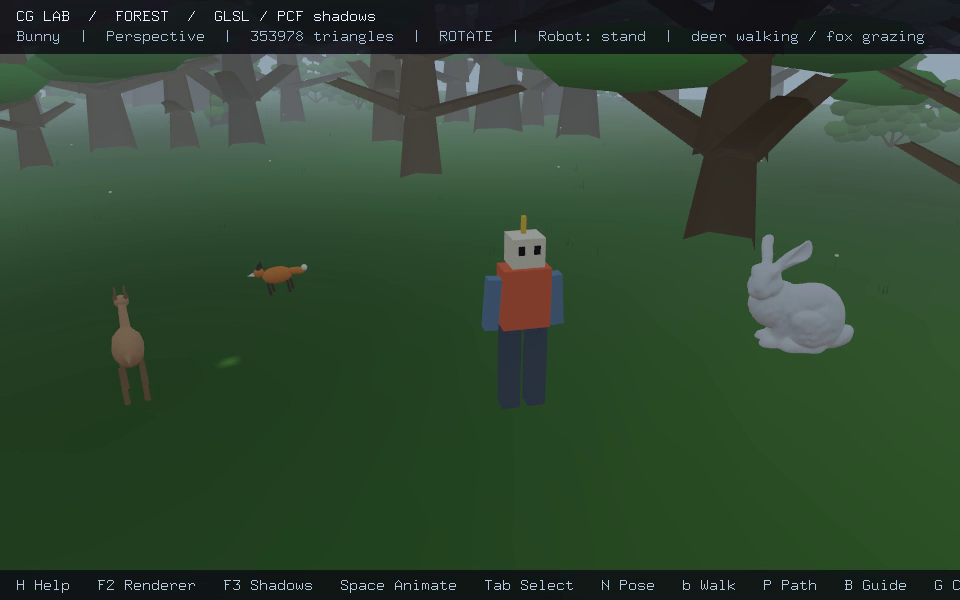 CG LAB / FOREST / GLSL / PCF shadows
Bunny | Perspective | 353978 triangles | ROTATE | Robot: stand | deer walking / fox grazing
H Help F2 Renderer F3 Shadows Space Animate Tab Select N Pose b Walk P Path B Guide G